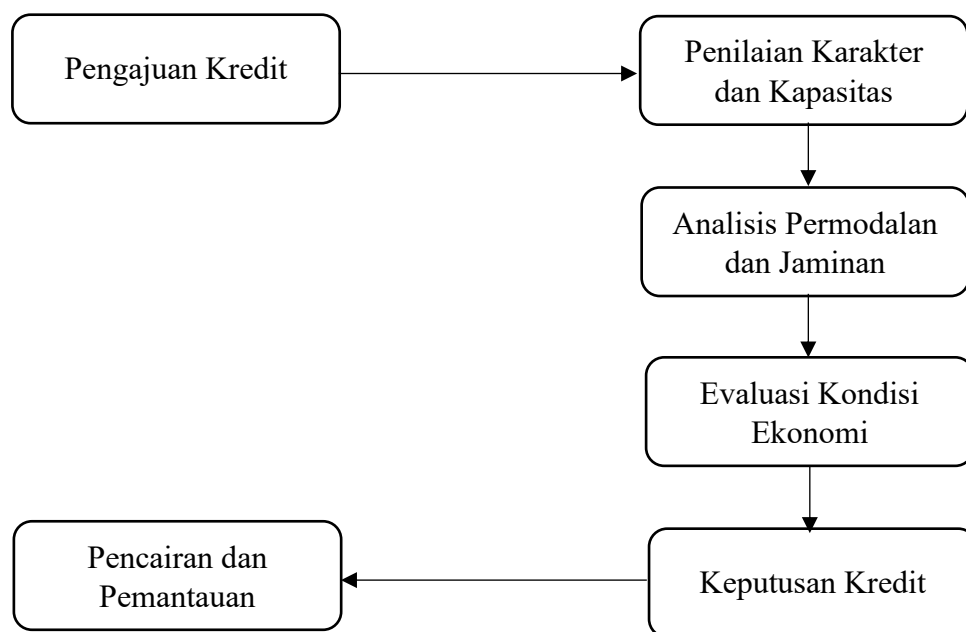 Pengajuan Kredit
Penilaian Karakter
dan Kapasitas
Analisis Permodalan
dan Jaminan
Evaluasi Kondisi
Ekonomi
Keputusan Kredit
Pencairan dan
Pemantauan